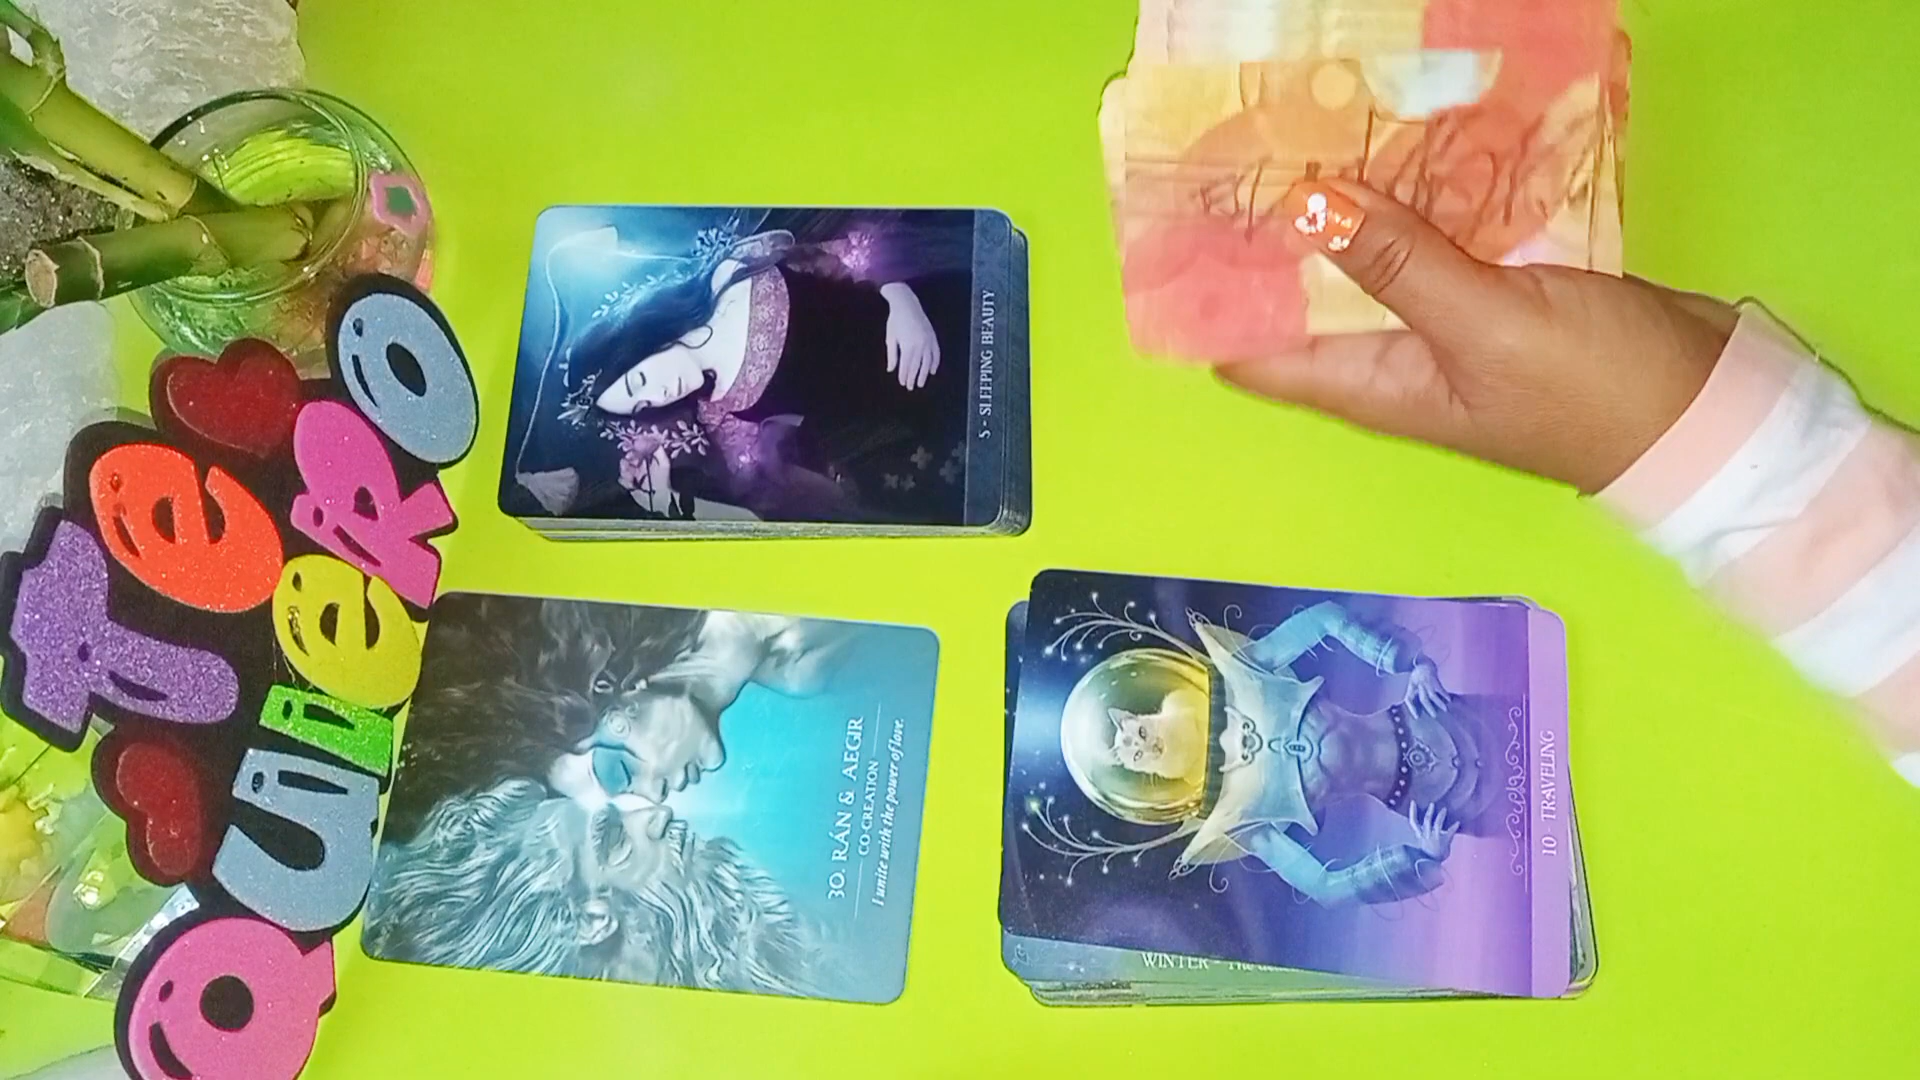 Te
QUieRO
5 - SLEEPING BEAUTY
30. RÁN & AEGIR
CO-CREATION
I unite with the power of love.
10 - TRAVELING
WINTER - The